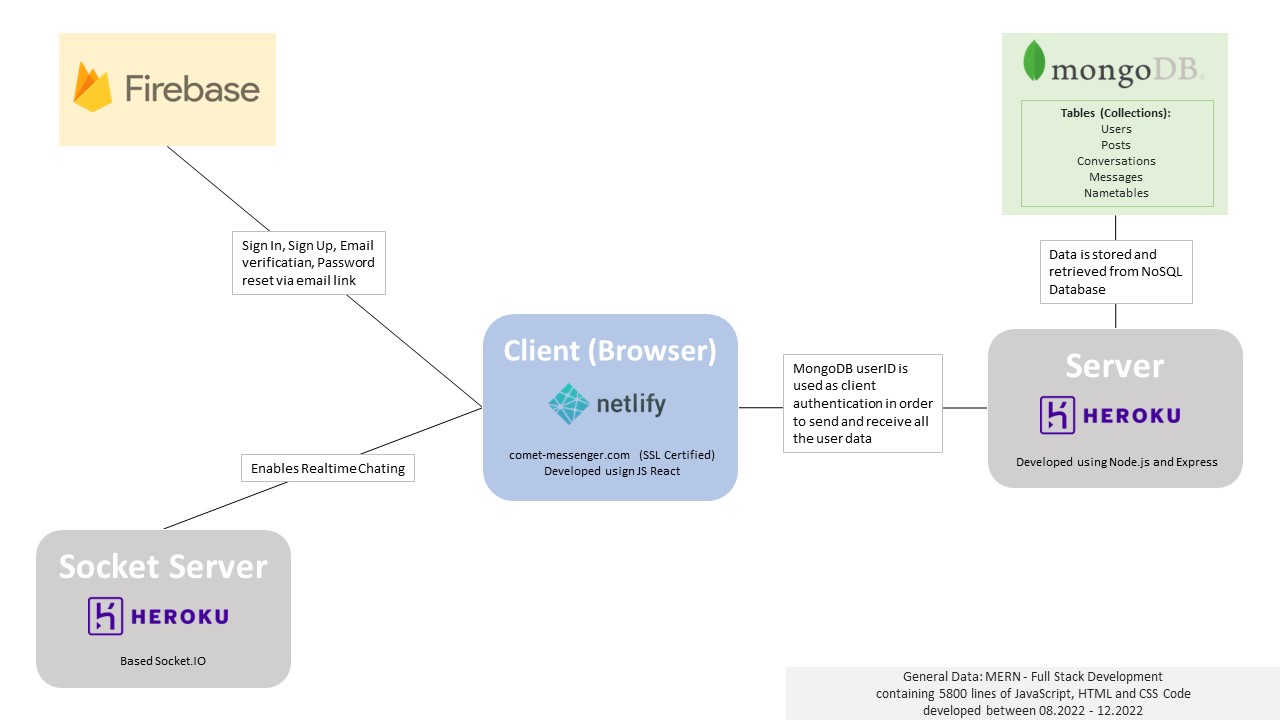 Firebase
mongoDB.
Tables (Collections):
Users
Posts
Conversations
Messages
Nametables
Sign In, Sign Up, Email
verificatian, Password
reset via email link
Data is stored and
retrieved from NoSQL
Database
Client (Browser)
netlify
comet-messenger.com (SSL Certified)
Developed usign JS React
MongoDB userID is
used as client
authentication in order
to send and receive all
the user data
Server
HEROKU
Developed using Node.js and Express
Enables Realtime Chating
Socket Server
HEROKU
Based Socket.IO
General Data: MERN - Full Stack Development
containing 5800 lines of JavaScript, HTML and CSS Code
developed between 08.2022 - 12.2022